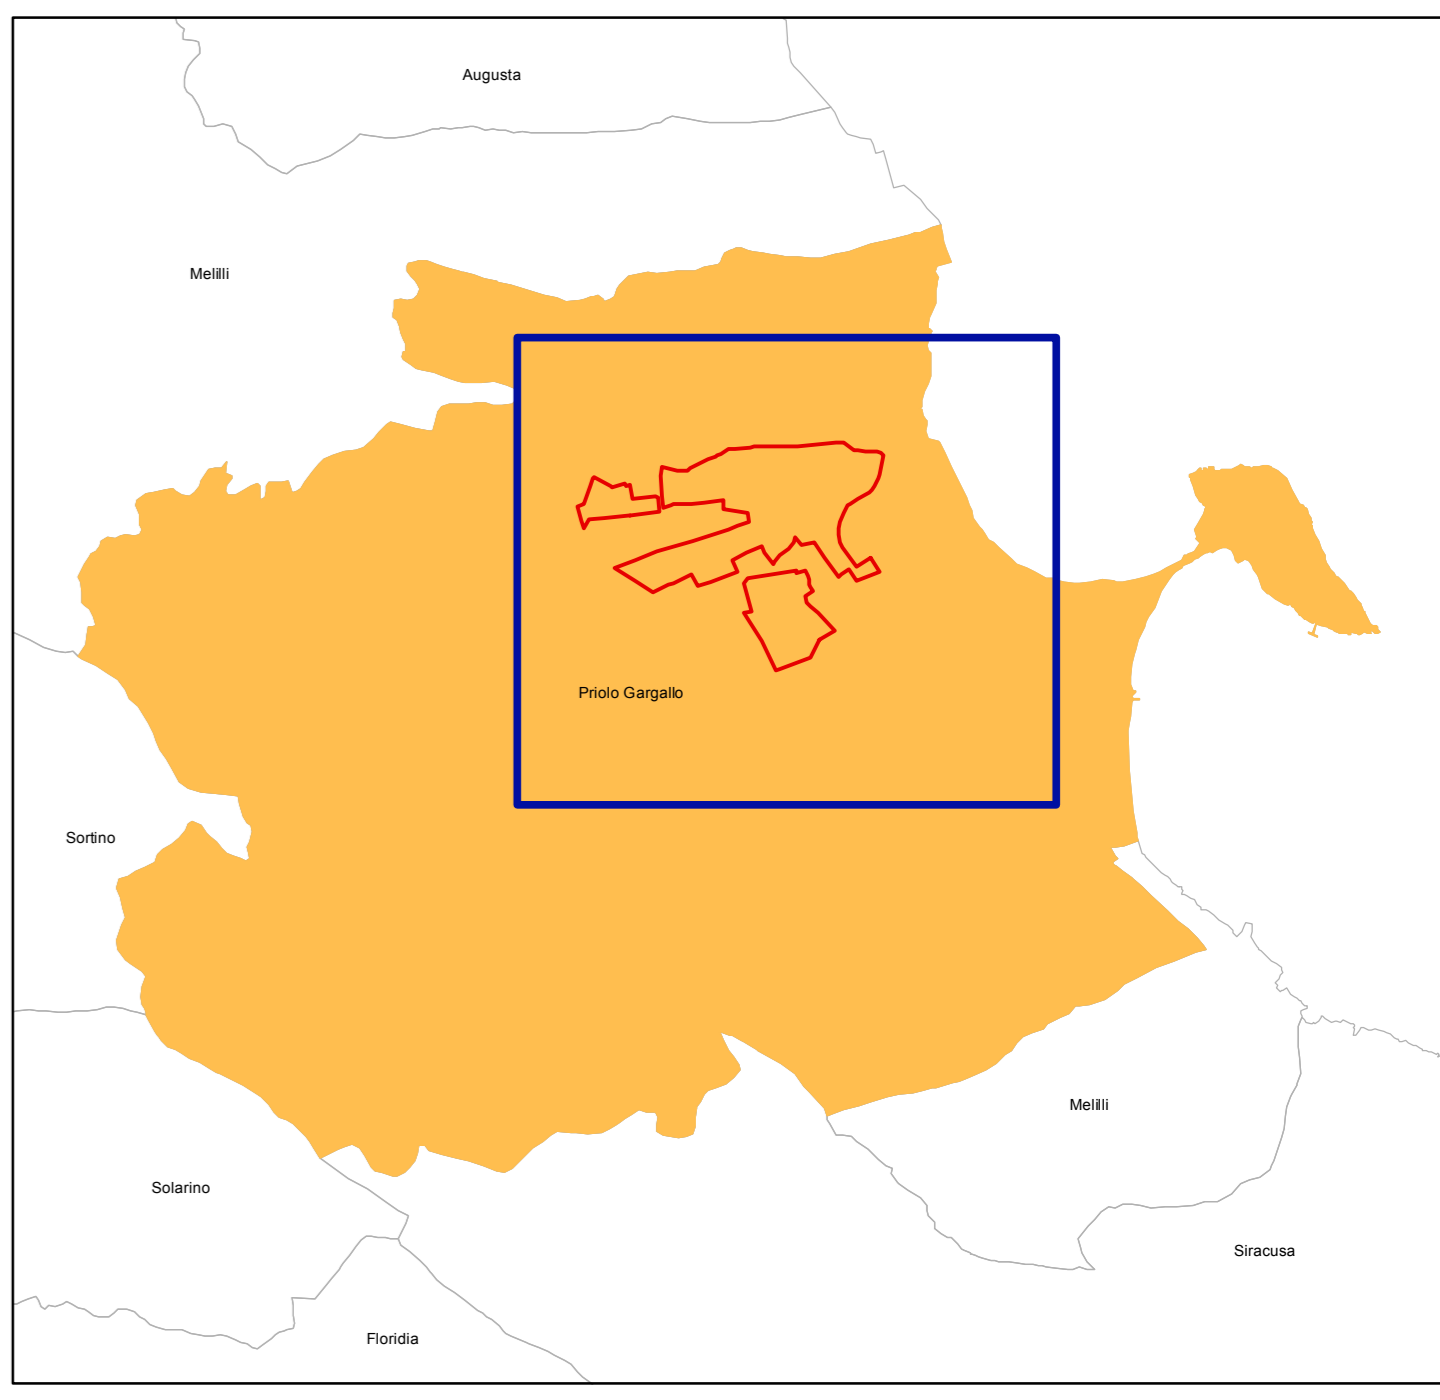 Augusta
Melilli
Priolo Gargallo
Sortino
Melilli
Solarino
Siracusa
Floridia